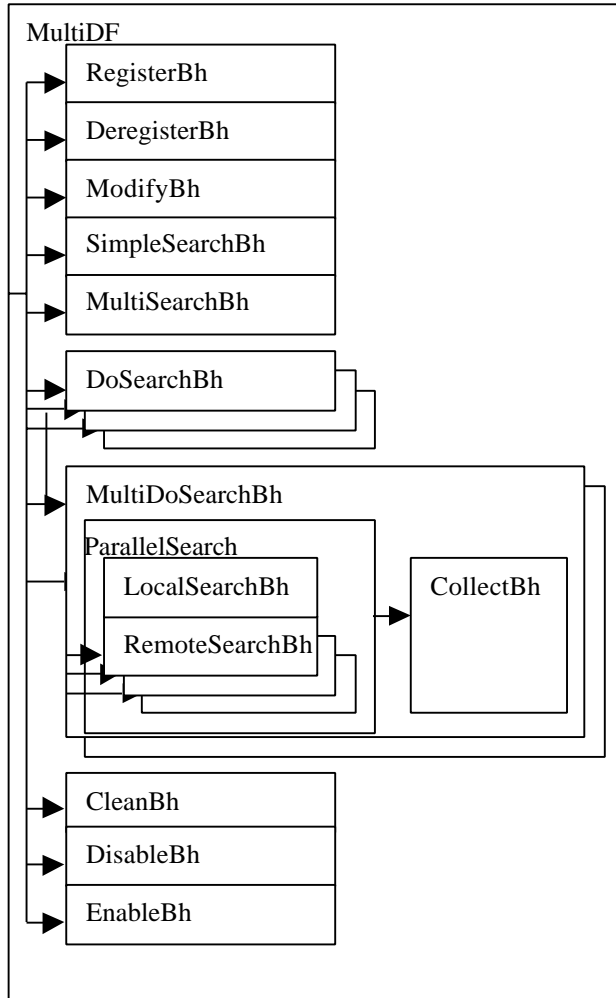 MultiDF
RegisterBh
DeregisterBh
ModifyBh
SimpleSearchBh
MultiSearchBh
DoSearchBh
MultiDoSearchBh
ParallelSearch
LocalSearchBh
CollectBh
RemoteSearchBh
CleanBh
DisableBh
EnableBh